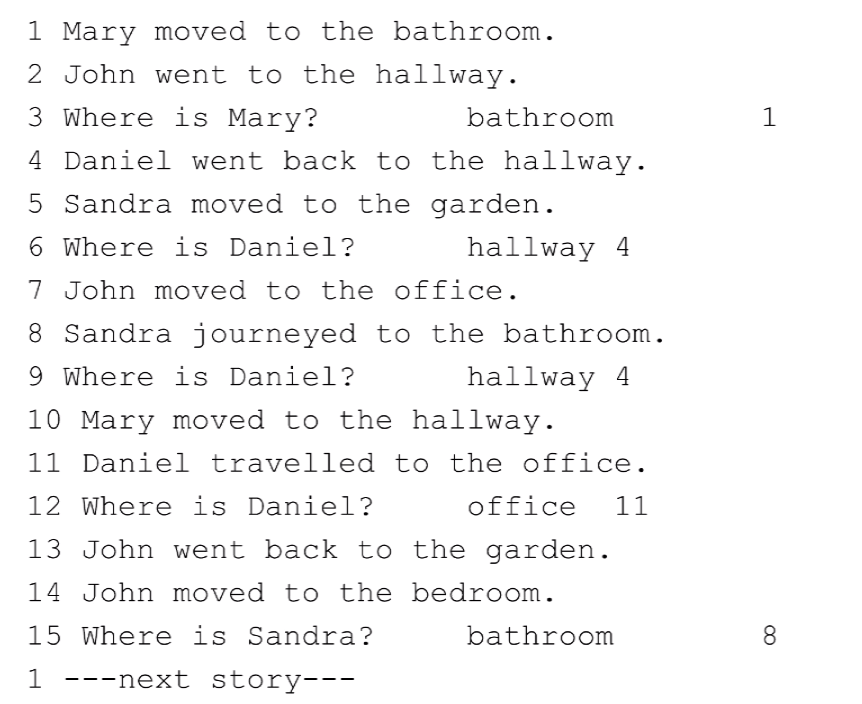 1 Mary moved to the bathroom.
2 John went to the hallway.
3 Where is Mary? bathroom 1
4 Daniel went back to the hallway.
5 Sandra moved to the garden.
6 Where is Daniel? hallway 4
7 John moved to the office.
8 Sandra journeyed to the bathroom.
9 Where is Daniel? hallway 4
10 Mary moved to the hallway.
11 Daniel travelled to the office.
12 Where is Daniel? office 11
13 John went back to the garden.
14 John moved to the bedroom.
15 Where is Sandra? bathroom 8
1 ---next story---